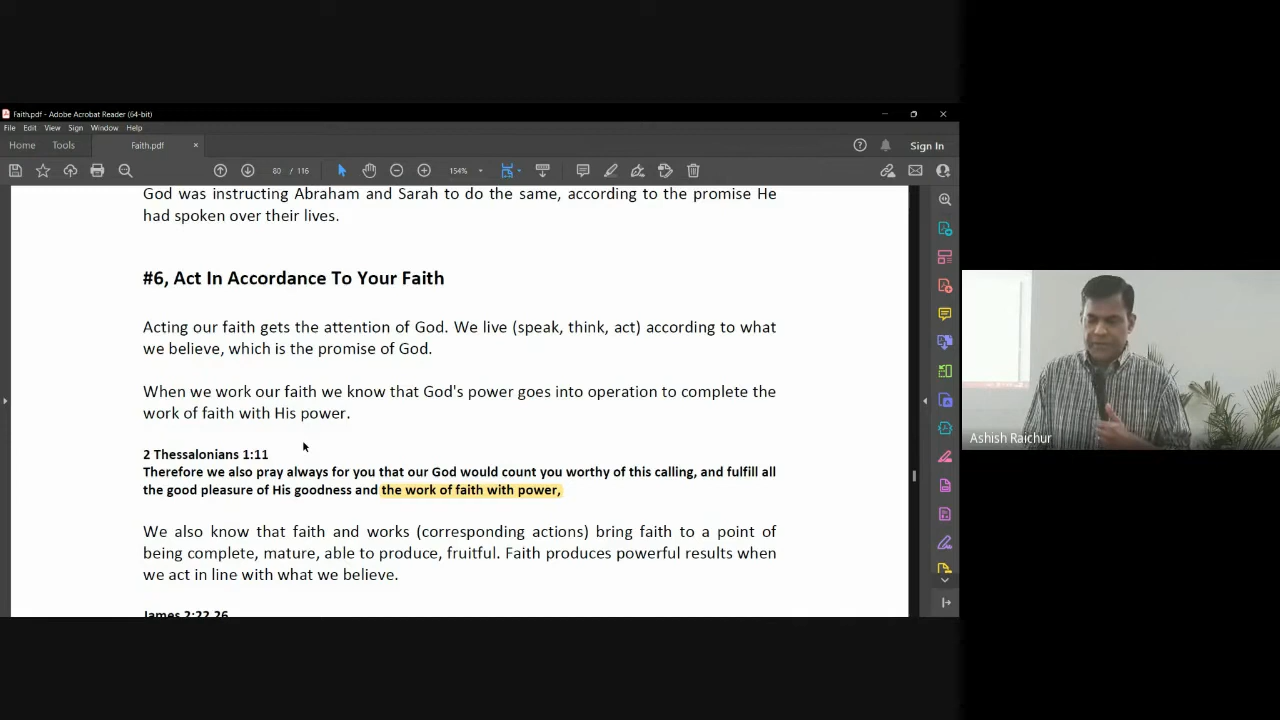 Faith.pdf - Adobe Acrobat Reader (64-bit)
File Edit View Sign Window Help
Home Tools Faith.pdf × Sign In
80 / 116 154%
God was instructing Abraham and Sarah to do the same, according to the promise He
had spoken over their lives.
#6, Act In Accordance To Your Faith
Acting our faith gets the attention of God. We live (speak, think, act) according to what
we believe, which is the promise of God.
When we work our faith we know that God's power goes into operation to complete the
work of faith with His power.
2 Thessalonians 1:11
Therefore we also pray always for you that our God would count you worthy of this calling, and fulfill all
the good pleasure of His goodness and the work of faith with power,
We also know that faith and works (corresponding actions) bring faith to a point of
being complete, mature, able to produce, fruitful. Faith produces powerful results when
we act in line with what we believe.
James 2:22,26
Ashish Raichur